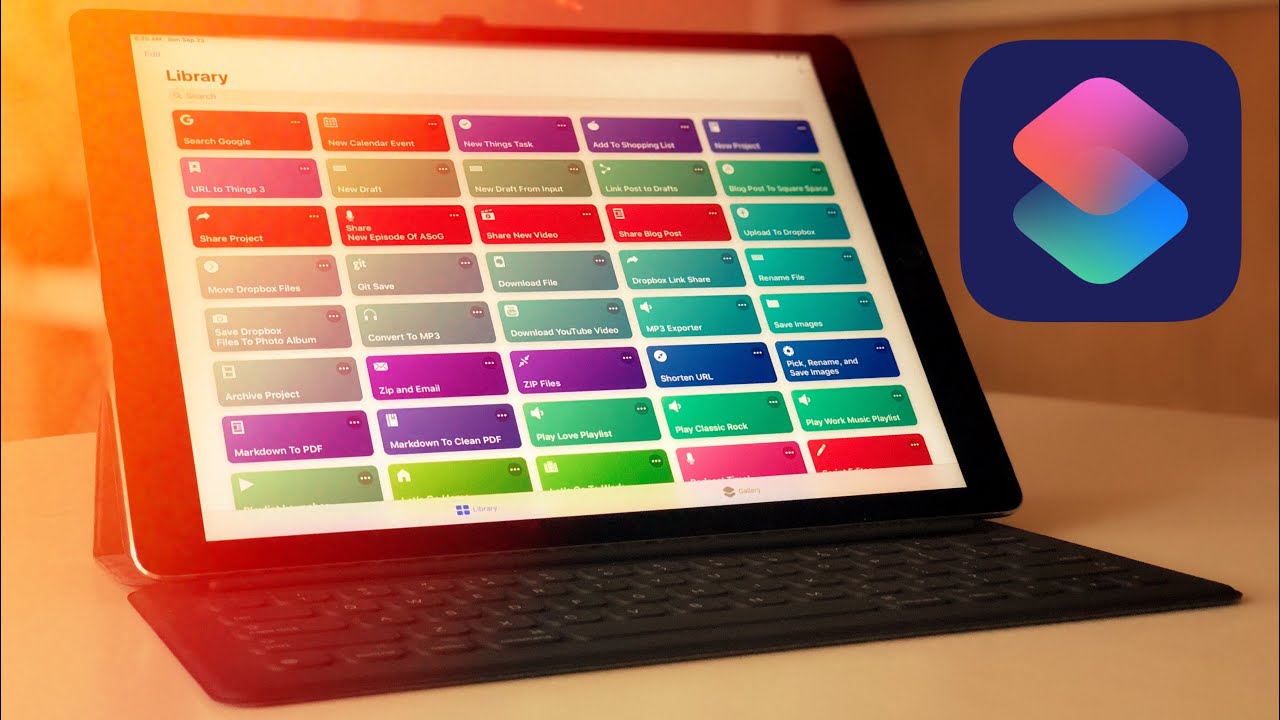 Edit
Library
Search
Search Google
New Calendar Event
New Things Task
Add To Shopping List
New Project
URL to Things 3
New Draft
New Draft From Input
Link Post to Drafts
Blog Post To Square Space
Share Project
Share
New Episode Of ASoG
Share New Video
Share Blog Post
Upload To Dropbox
Move Dropbox Files
git
Git Save
Download File
Dropbox Link Share
Rename File
Save Dropbox
Files To Photo Album
Convert To MP3
Download YouTube Video
MP3 Exporter
Save Images
Archive Project
Zip and Email
ZIP Files
Shorten URL
Pick, Rename, and
Save Images
Markdown To PDF
Markdown To Clean PDF
Play Love Playlist
Play Classic Rock
Play Work Music Playlist
Library
Gallery